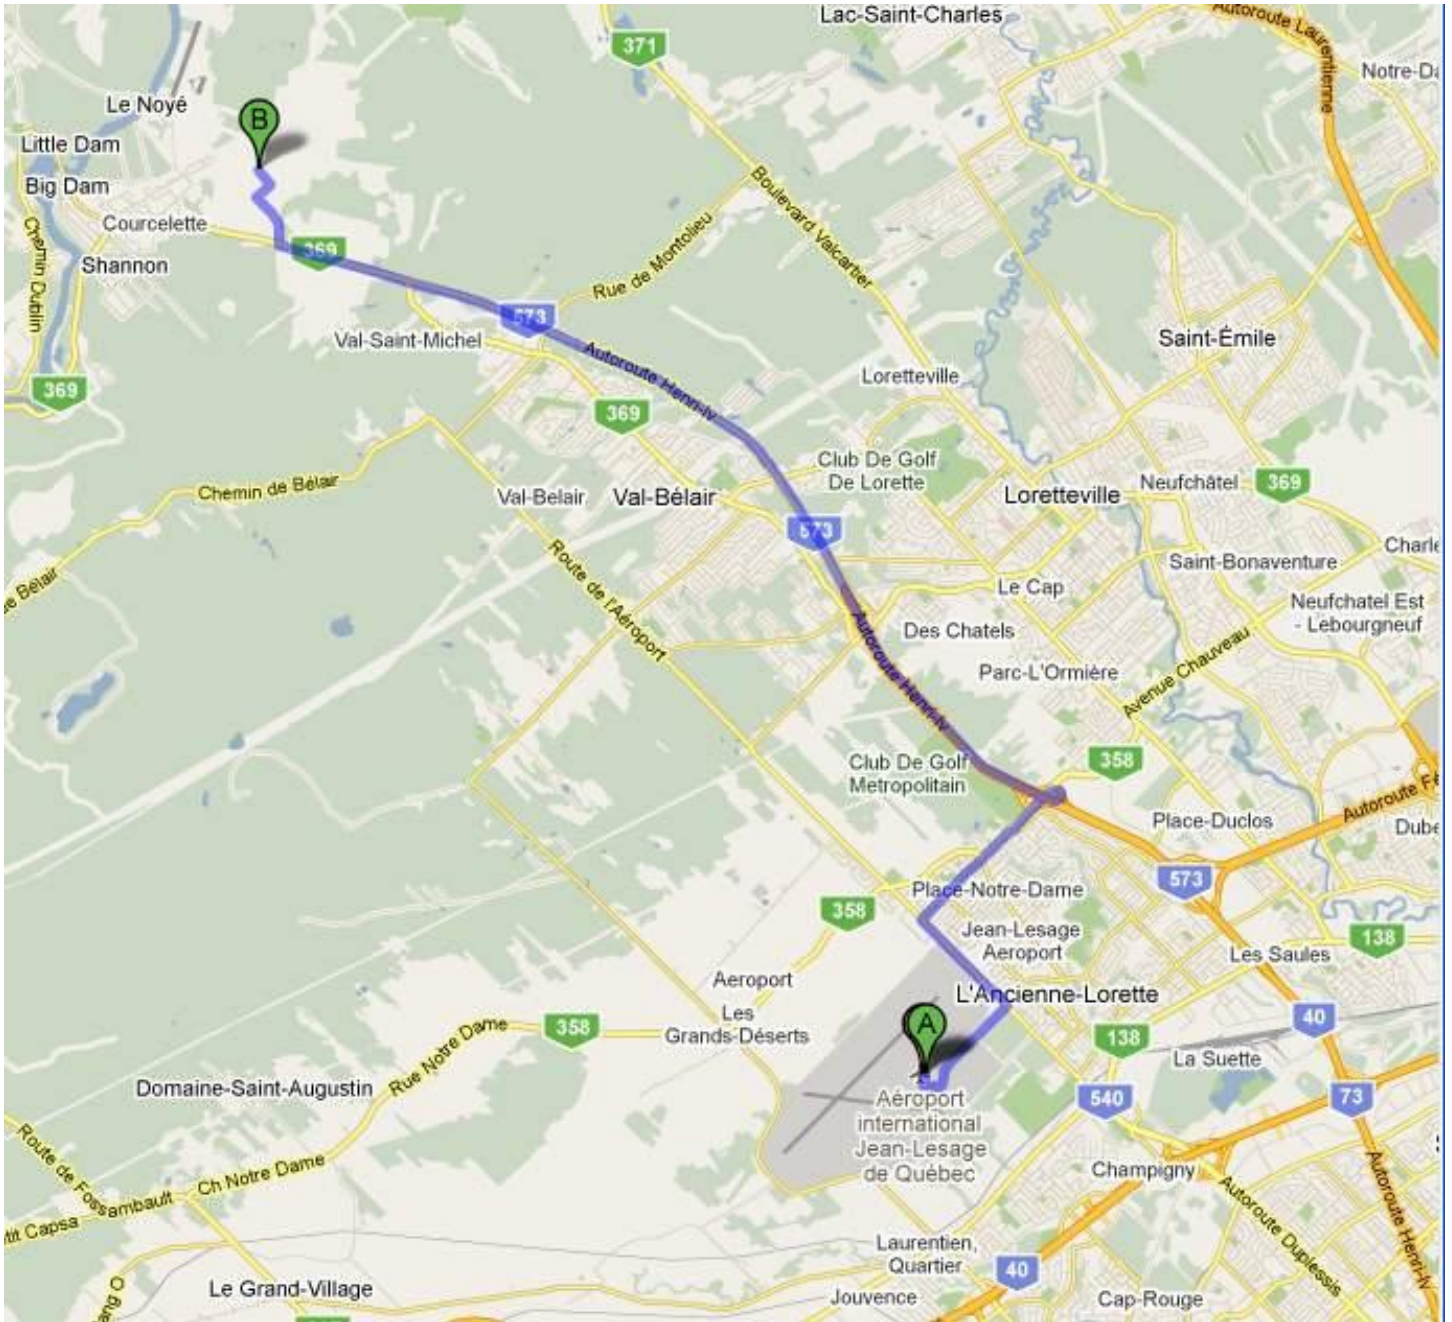 Lac-Saint-Charles
Autoroute Laurentienne
371
Notre-Da
Le Noyé
B
Little Dam
Big Dam
Courcelette
Boulevard Valcartier
Chemin Dublin
Shannon
369
Rue de Montolieu
573
Val-Saint-Michel
Saint-Émile
Autoroute Henri-Iv
Loretteville
369
369
Club De Golf
De Lorette
Chemin de Bélair
Val-Belair
Val-Bélair
Loretteville
Neufchâtel
369
573
Charle
Route de l'Aéroport
Saint-Bonaventure
de Bélair
Le Cap
Neufchatel Est
- Lebourgneuf
Des Chatels
Autoroute Henri-Iv
Parc-L'Ormière
Avenue Chauveau
Club De Golf
Metropolitain
358
Autoroute Fé
Place-Duclos
Dube
573
Place-Notre-Dame
358
Jean-Lesage
Aeroport
138
Les Saules
Aeroport
L'Ancienne-Lorette
Les
Grands-Déserts
358
A
40
138
La Suette
Rue Notre Dame
Domaine-Saint-Augustin
Aéroport
international
Jean-Lesage
de Québec
540
73
Route de Fossambault
Ch Notre Dame
Champigny
tit Capsa
Autoroute Duplessis
Autoroute Henri-Iv
Laurentien,
Quartier
40
Le Grand-Village
Jouvence
Cap-Rouge